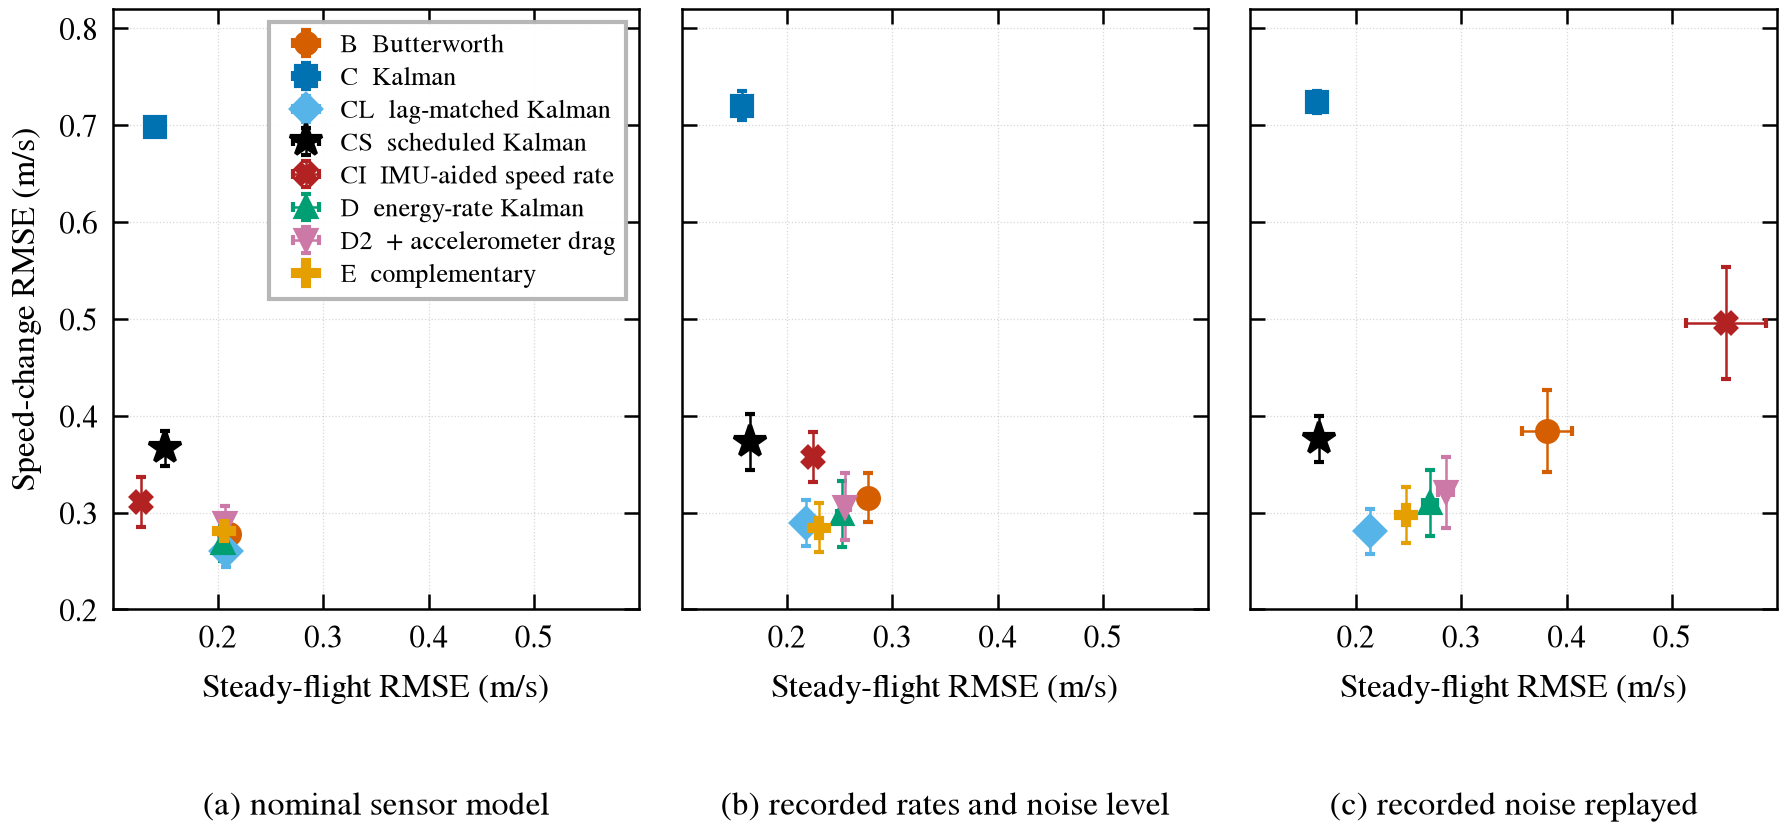 Speed-change RMSE (m/s)
0.8
0.7
0.6
0.5
0.4
0.3
0.2
B Butterworth
C Kalman
CL lag-matched Kalman
CS scheduled Kalman
CI IMU-aided speed rate
D energy-rate Kalman
D2 + accelerometer drag
E complementary
0.2 0.3 0.4 0.5
Steady-flight RMSE (m/s)
(a) nominal sensor model
0.2 0.3 0.4 0.5
Steady-flight RMSE (m/s)
(b) recorded rates and noise level
0.2 0.3 0.4 0.5
Steady-flight RMSE (m/s)
(c) recorded noise replayed